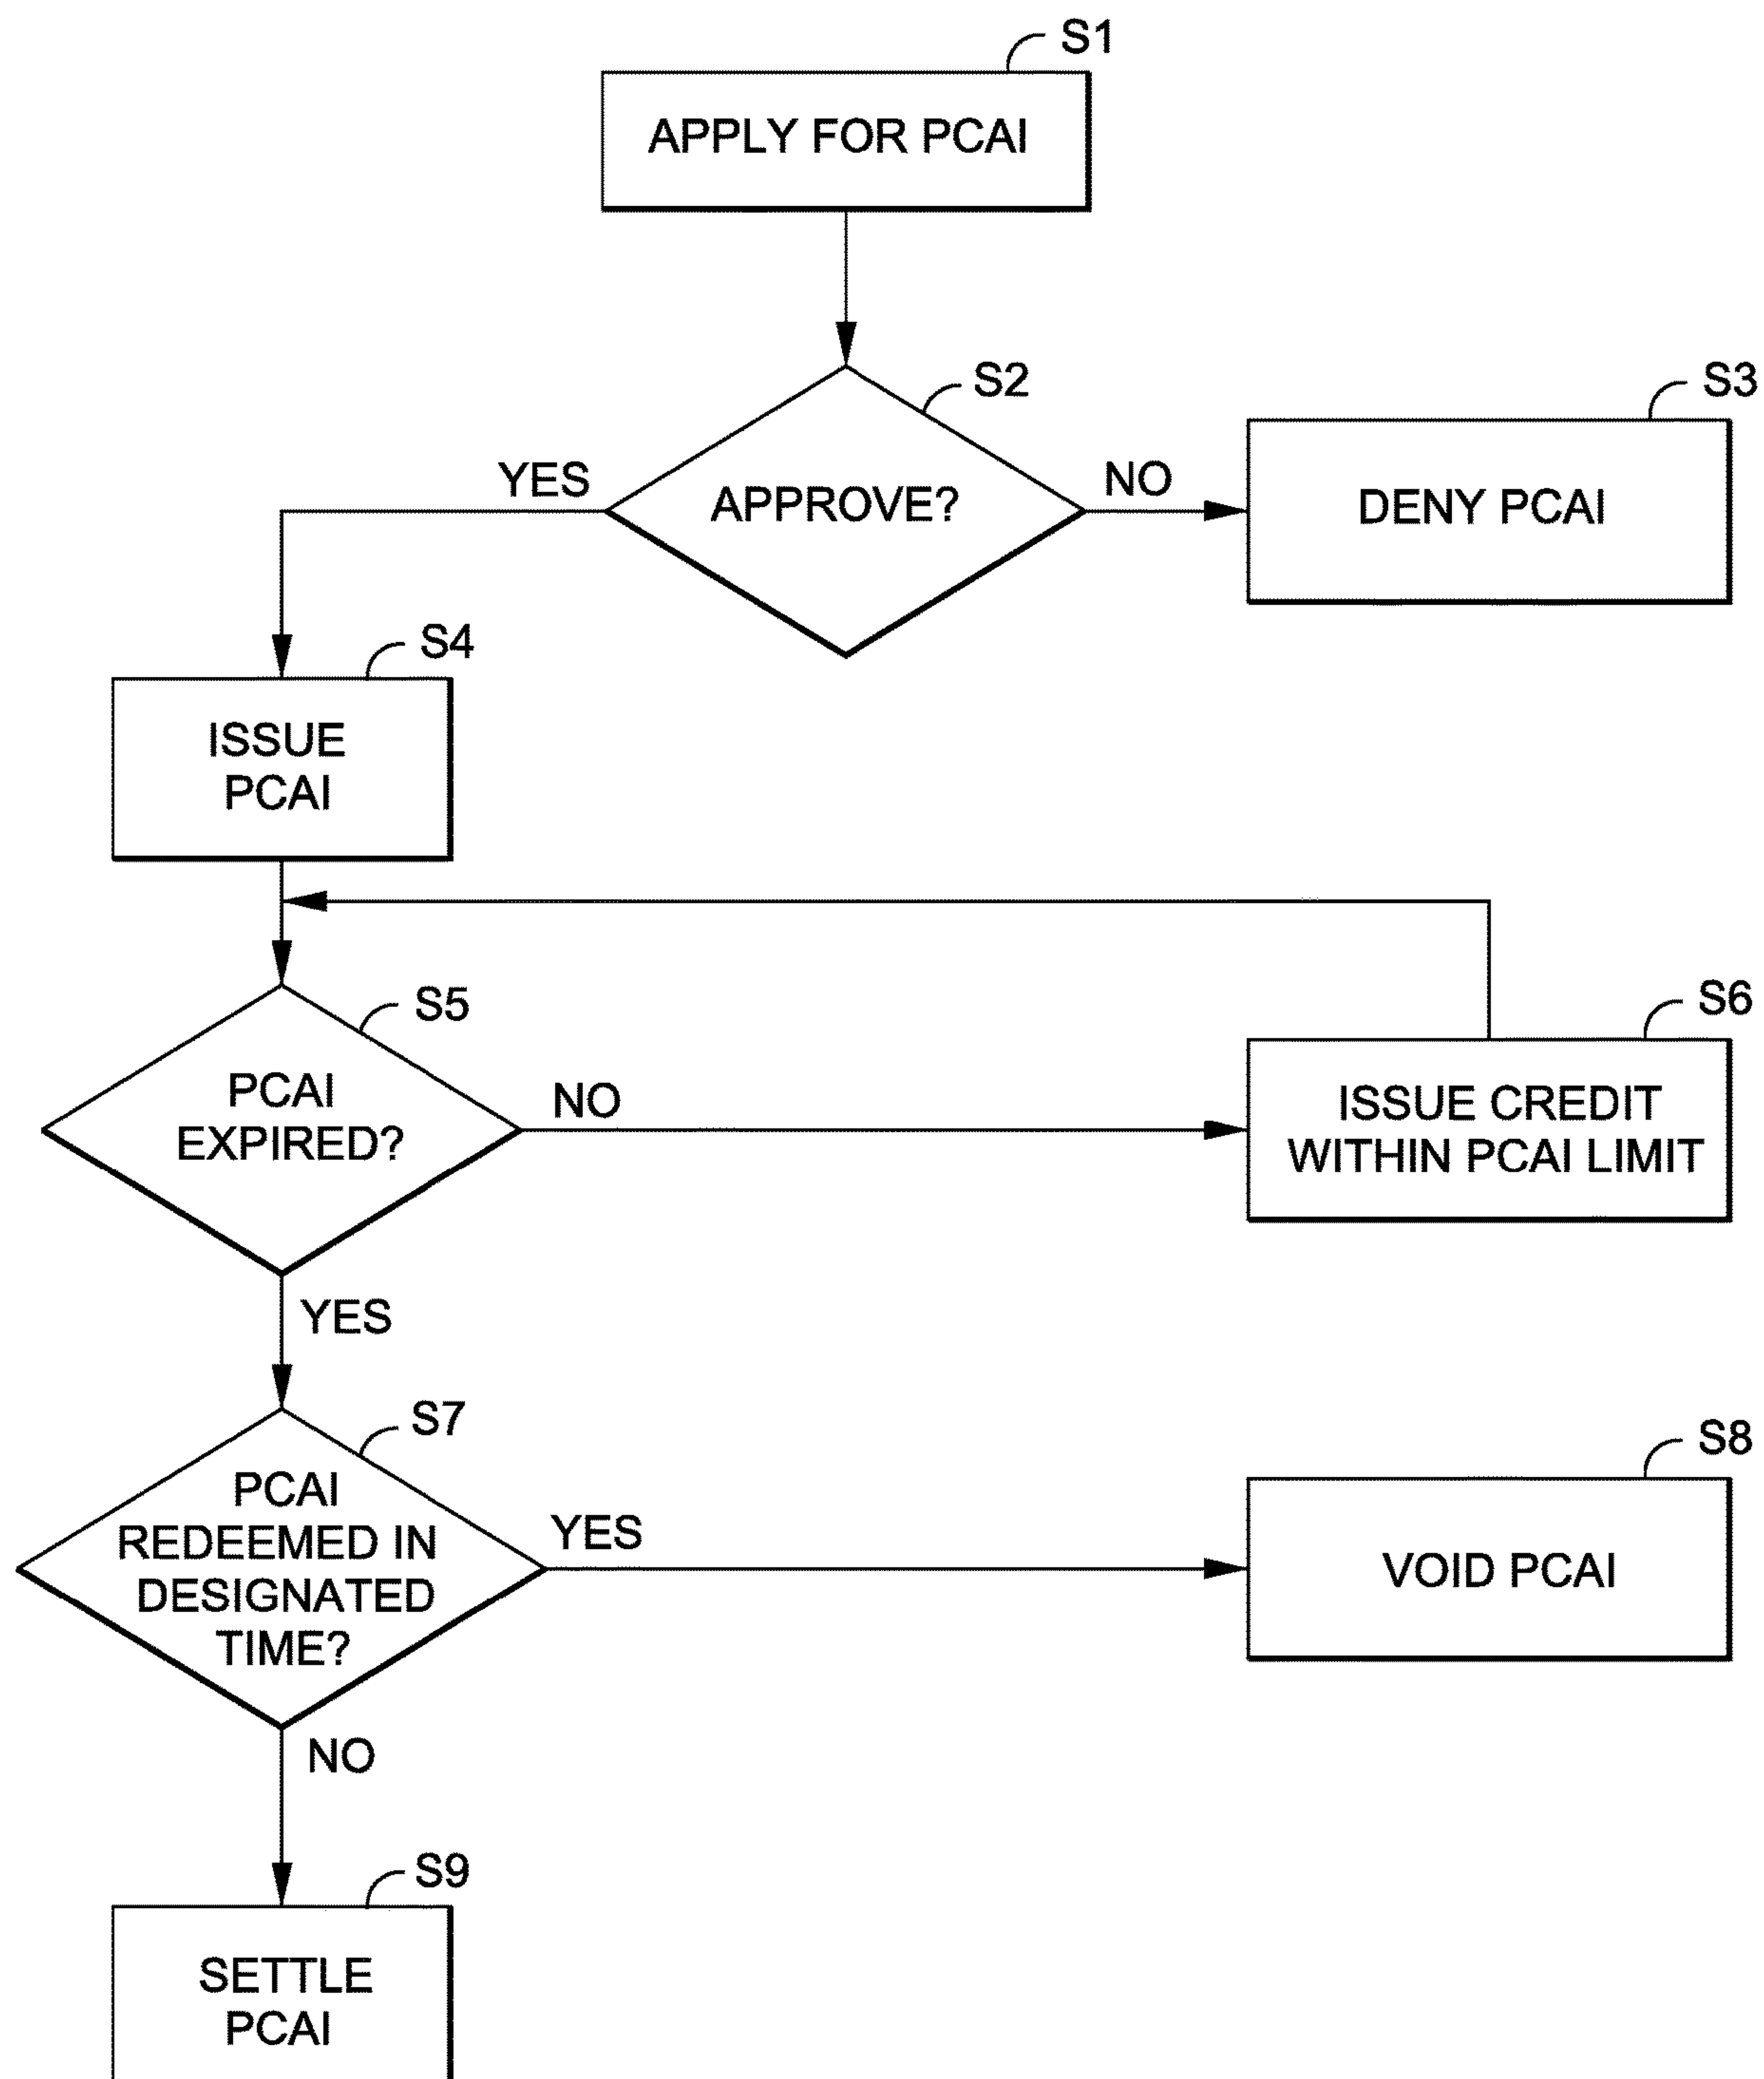 S1
APPLY FOR PCAI
S2
APPROVE?
YES
NO
S3
DENY PCAI
S4
ISSUE
PCAI
S5
PCAI
EXPIRED?
NO
S6
ISSUE CREDIT
WITHIN PCAI LIMIT
YES
S7
PCAI
REDEEMED IN
DESIGNATED
TIME?
YES
S8
VOID PCAI
NO
S9
SETTLE
PCAI